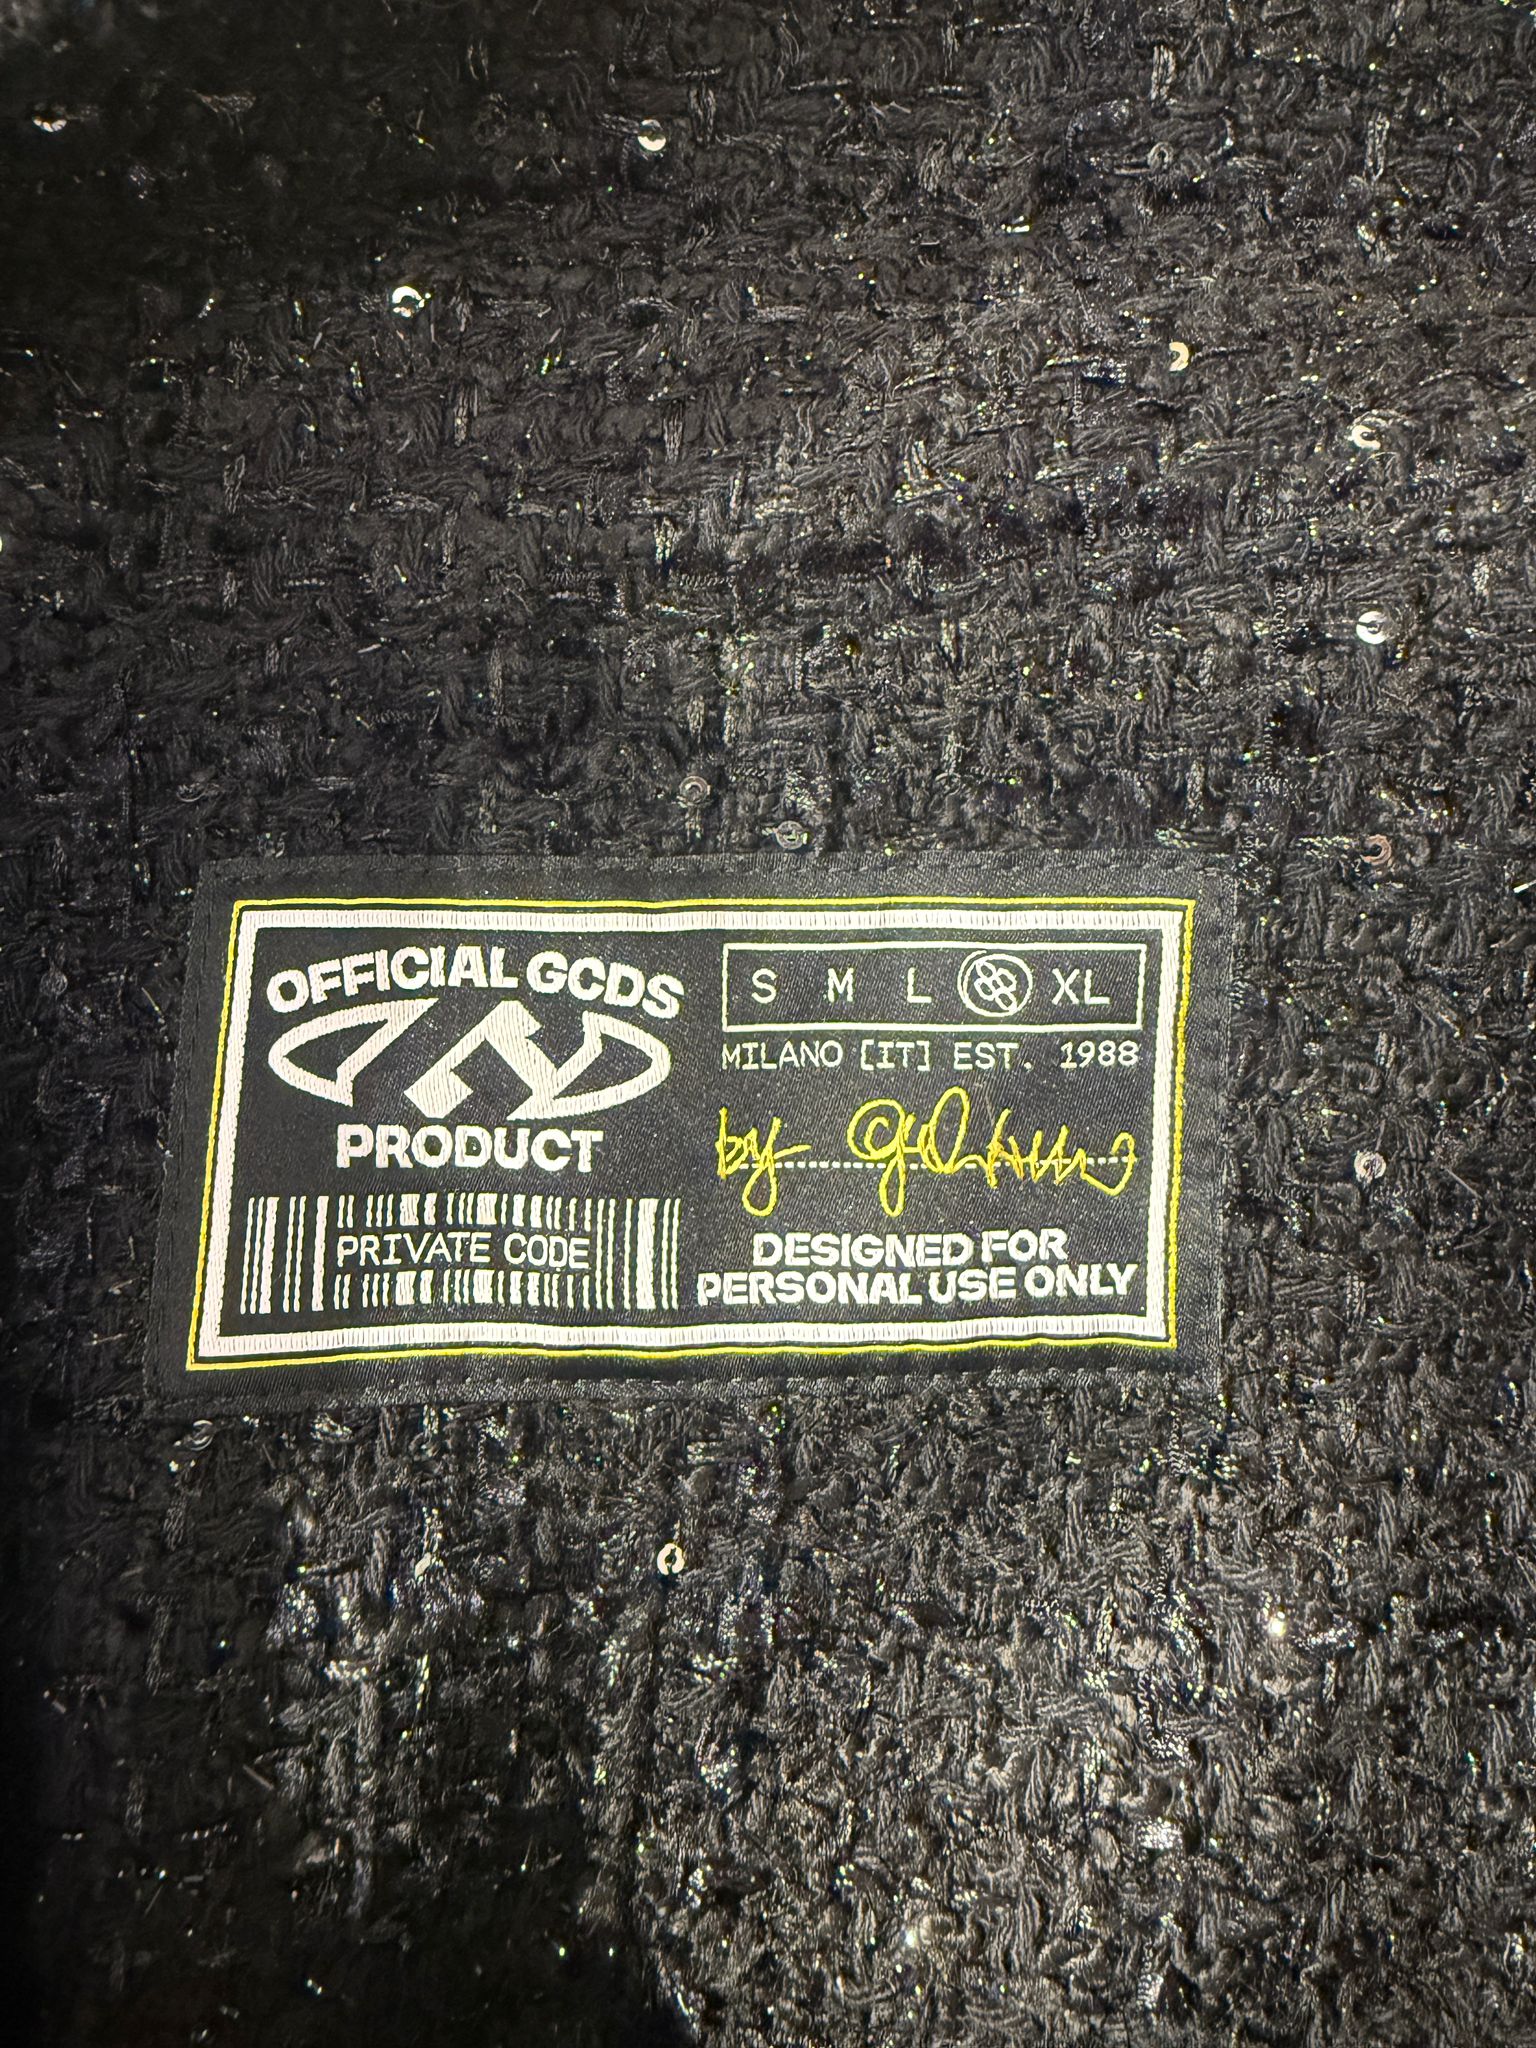 OFFICIAL GCDS
PRODUCT
PRIVATE CODE
S M L XL
MILANO [IT] EST. 1988
by
DESIGNED FOR
PERSONAL USE ONLY